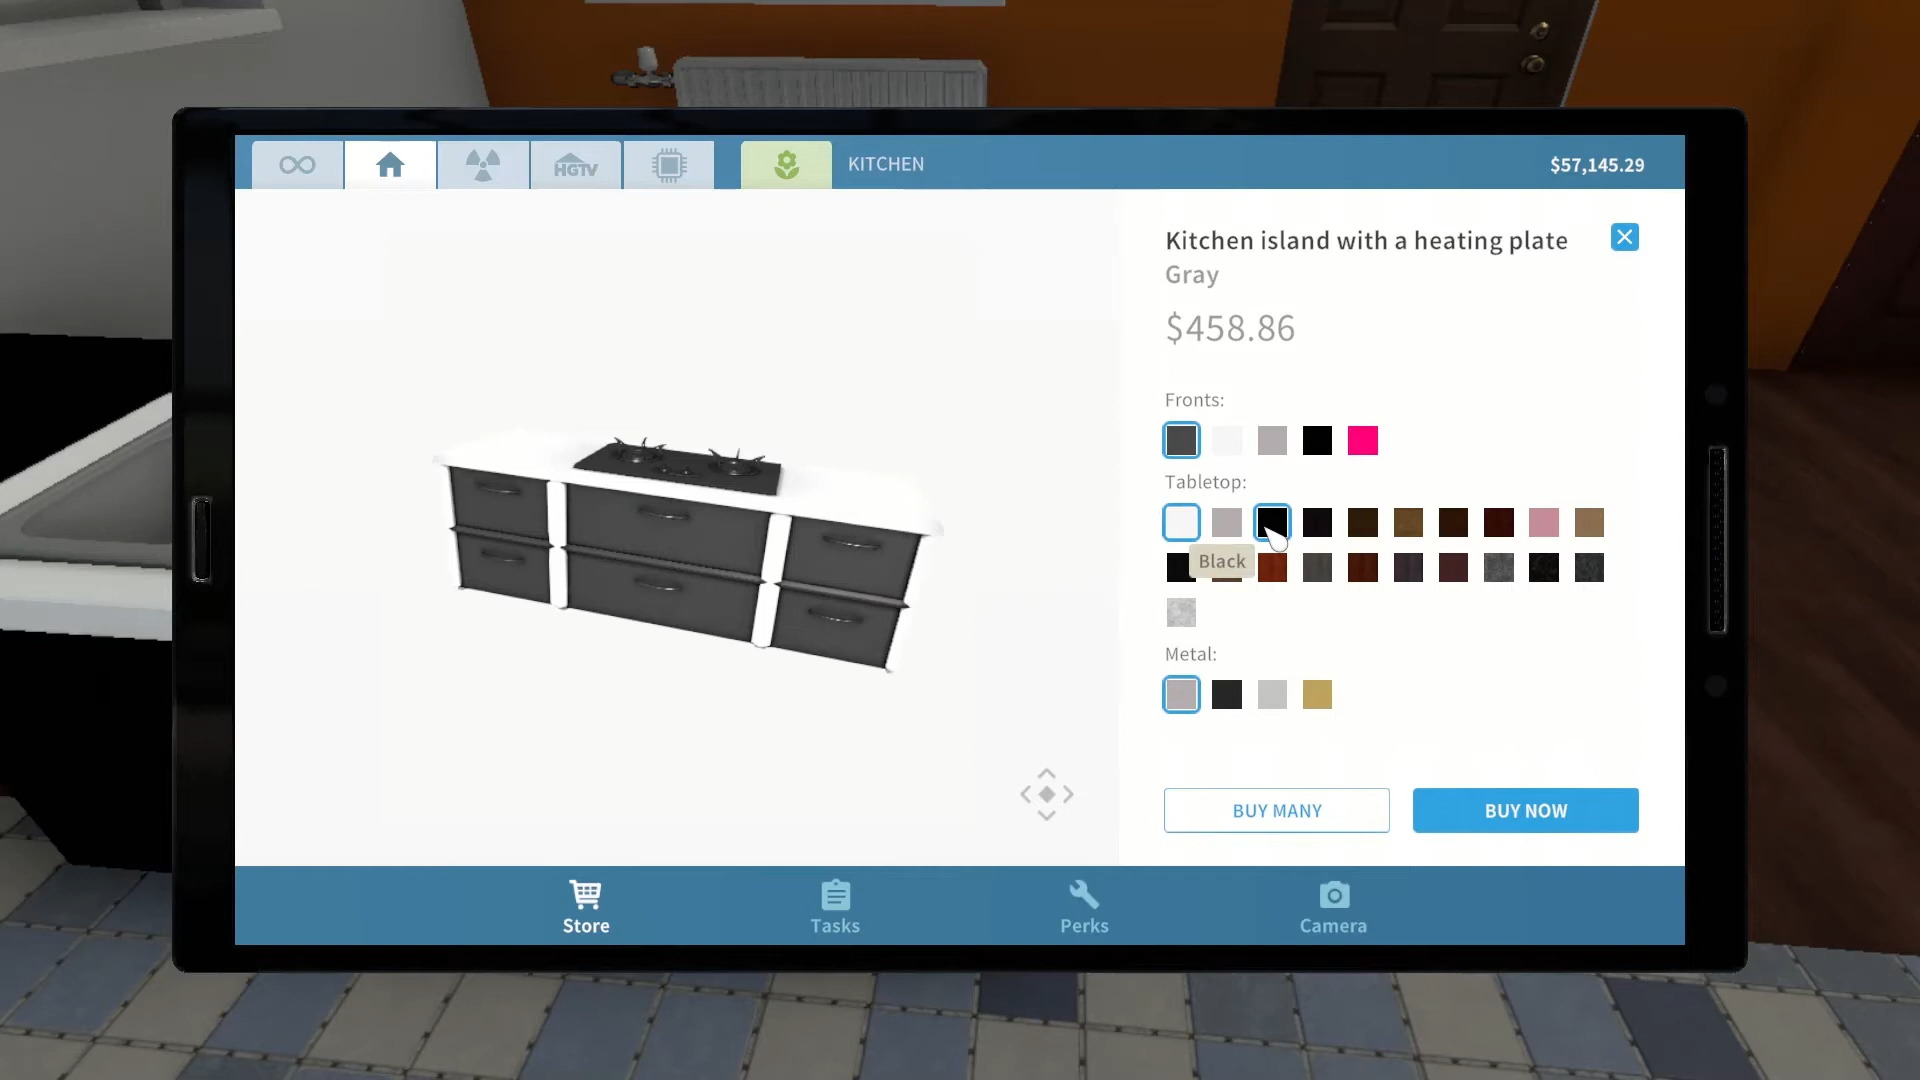 HGTV
KITCHEN
$57,145.29
Kitchen island with a heating plate
Gray
$458.86
Fronts:
Tabletop:
Black
Metal:
BUY MANY
BUY NOW
Store
Tasks
Perks
Camera